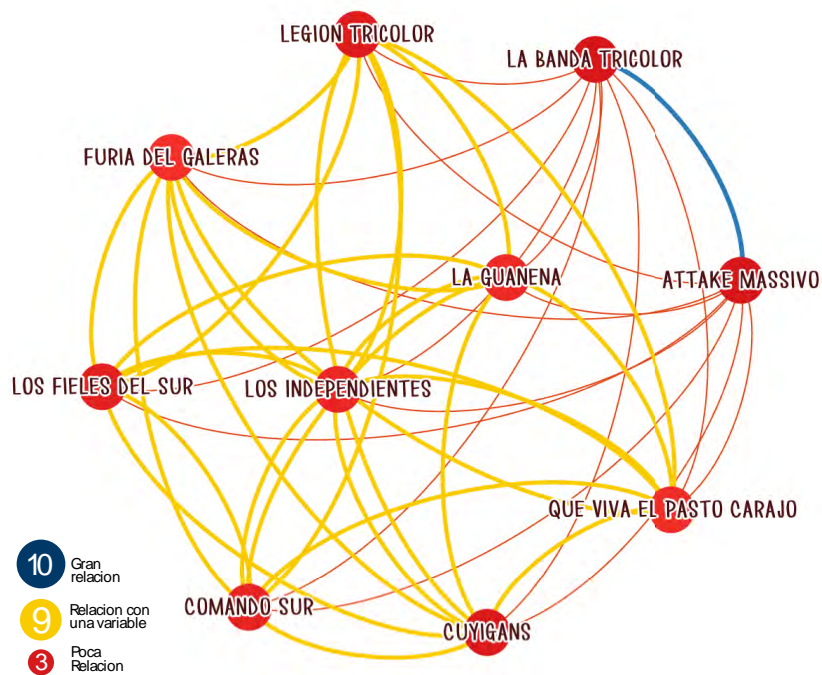 LEGION TRICOLOR
LA BANDA TRICOLOR
FURIA DEL GALERAS
LA GUANENA
ATTAKE MASSIVO
LOS FIELES DEL SUR
LOS INDEPENDIENTES
QUE VIVA EL PASTO CARAJO
COMANDO SUR
CUYIGANS
10
Gran
relacion
9
Relacion con
una variable
3
Poca
Relacion